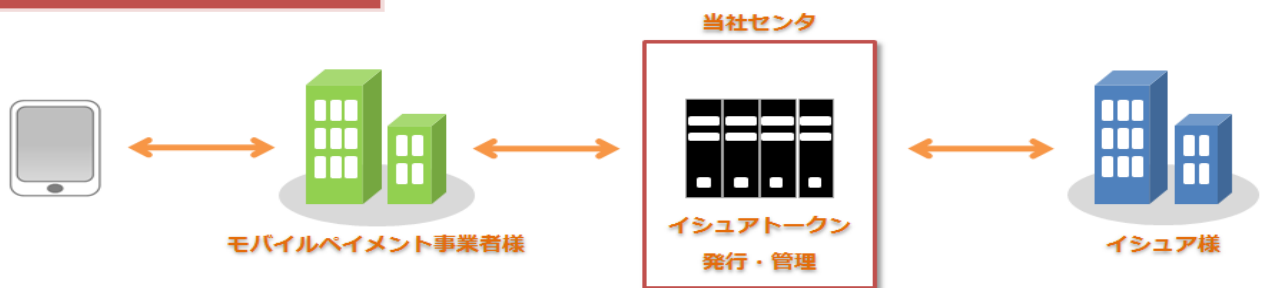 当社センタ
モバイルペイメント事業者様
イシュアトークン
発行・管理
イシュア様